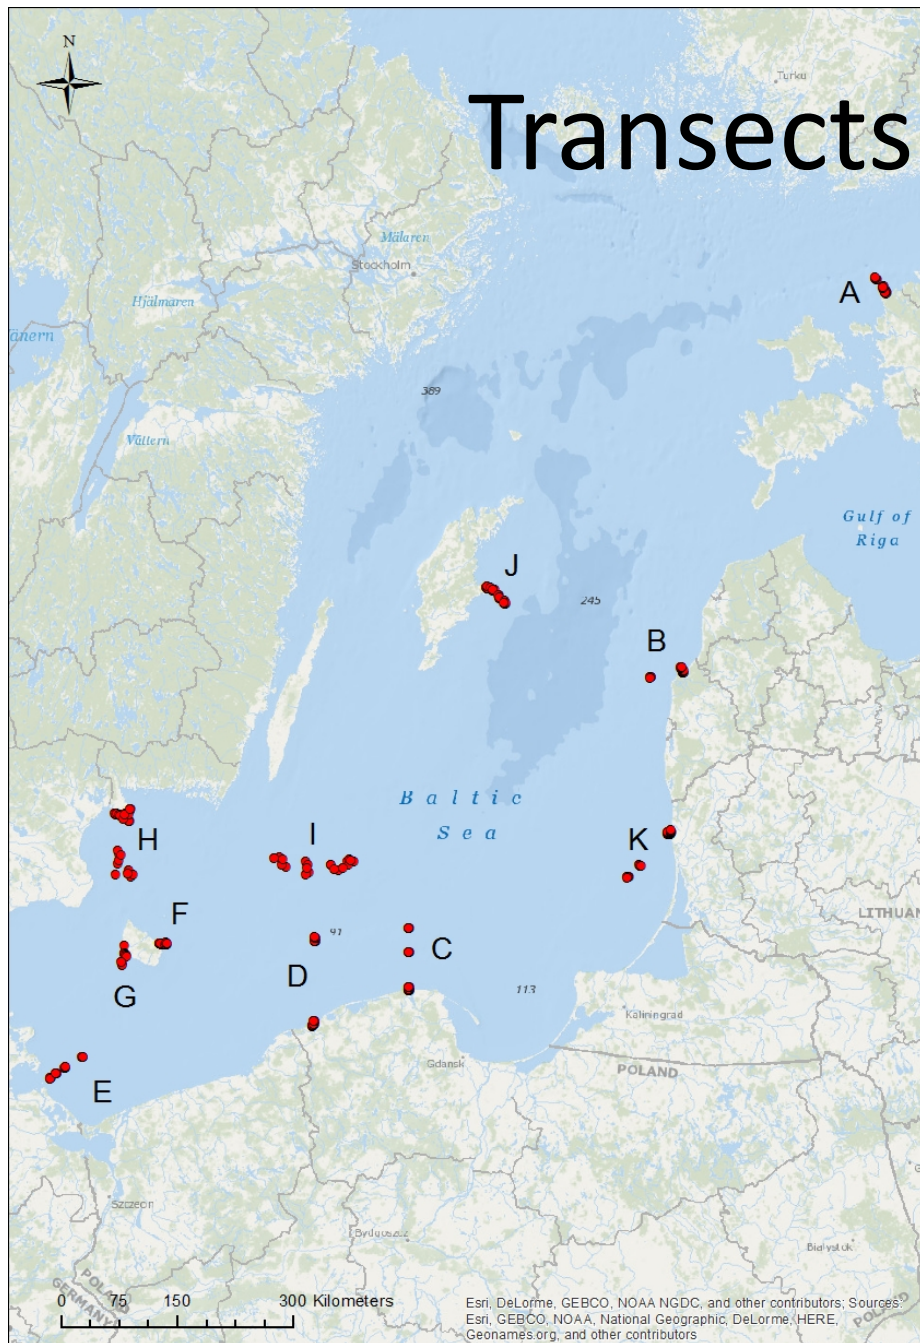 N
Turku
Transects
Mälaren
Stockholm
A
Hjälmaren
änern
389
Vättern
Gulf of
Riga
J
245
B
Baltic
Sea
H
I
K
F
LITHUAN
91
C
D
G
113
Kaliningrad
Gdansk
POLAND
E
Szczecin
Bydgoszcz
Bialystok
POLAND
GERMANY
0 75 150 300 Kilometers
POLAND
Esri, DeLorme, GEBCO, NOAA NGDC, and other contributors; Sources:
Esri, GEBCO, NOAA, National Geographic, DeLorme, HERE,
Geonames.org, and other contributors